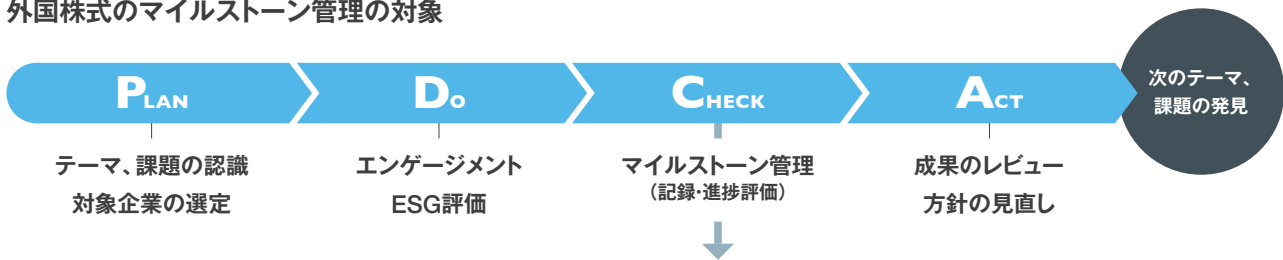 外国株式のマイルストーン管理の対象
PLAN
DO
CHECK
ACT
次のテーマ、
課題の発見
テーマ、課題の認識
対象企業の選定
エンゲージメント
ESG評価
マイルストーン管理
（記録・進捗評価）
成果のレビュー
方針の見直し